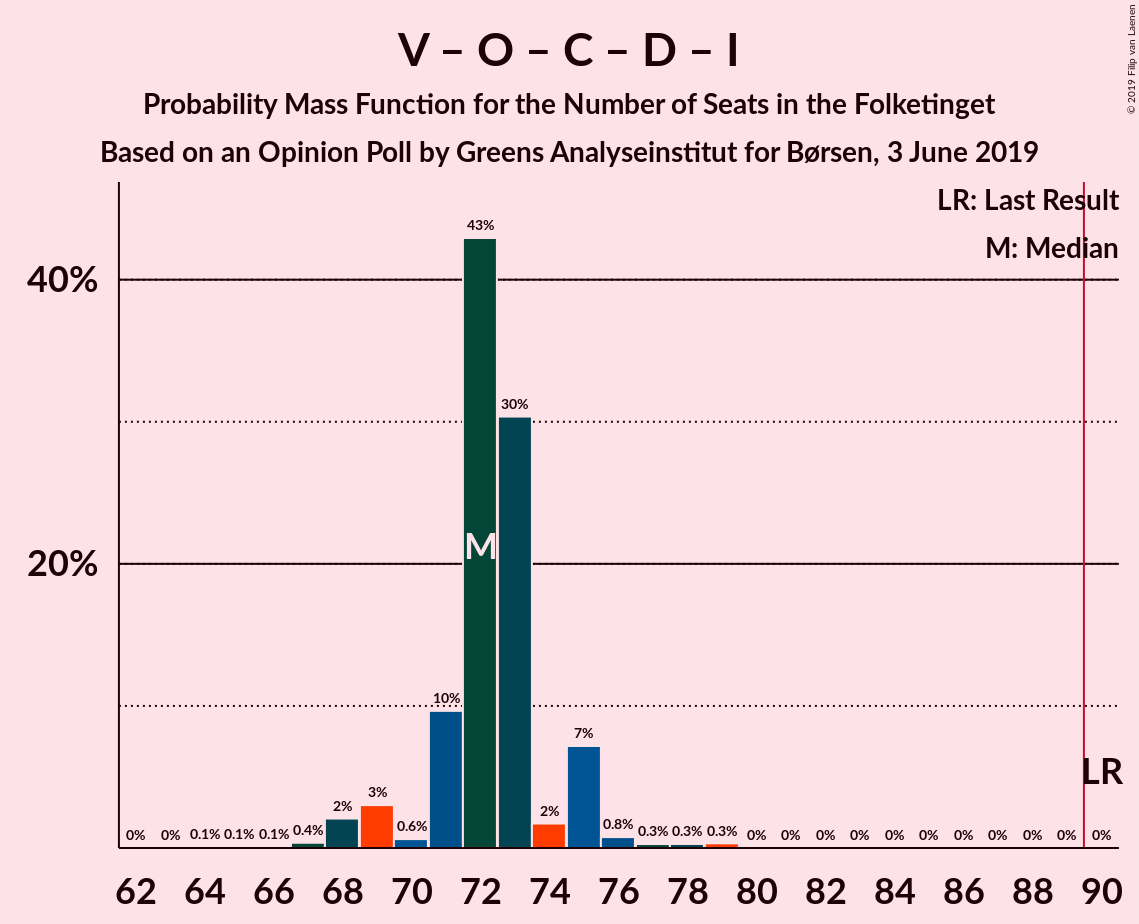 V – O – C – D – I
Probability Mass Function for the Number of Seats in the Folketinget
Based on an Opinion Poll by Greens Analyseinstitut for Børsen, 3 June 2019
© 2019 Filip van Laenen
LR: Last Result
M: Median
43%
40%
30%
M
20%
10%
7%
LR
3%
2%
2%
0.8%
0.6%
0.4% 0.3% 0.3% 0.3%
0% 0% 0.1% 0.1% 0.1% 0% 0% 0% 0% 0% 0% 0% 0% 0% 0% 0%
62 64 66 68 70 72 74 76 78 80 82 84 86 88 90